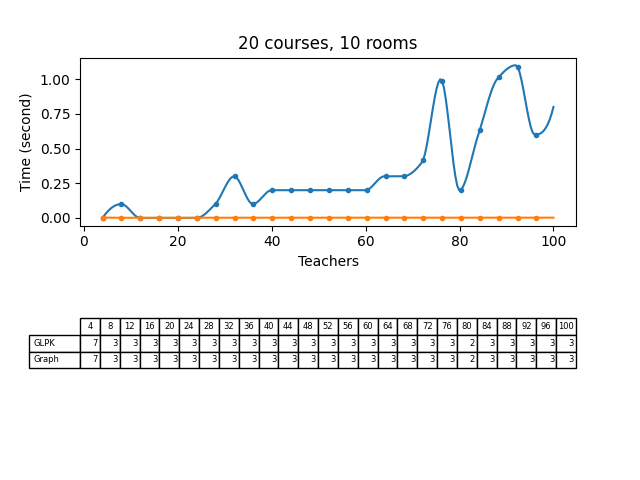 20 courses, 10 rooms
1.00
0.75
0.50
0.25
0.00
Time (second)
0 20 40 60 80 100
Teachers
4 8 12 16 20 24 28 32 36 40 44 48 52 56 60 64 68 72 76 80 84 88 92 96 100
GLPK 7 3 3 3 3 3 3 3 3 3 3 3 3 3 3 3 3 3 3 2 3 3 3 3 3
Graph 7 3 3 3 3 3 3 3 3 3 3 3 3 3 3 3 3 3 3 2 3 3 3 3 3